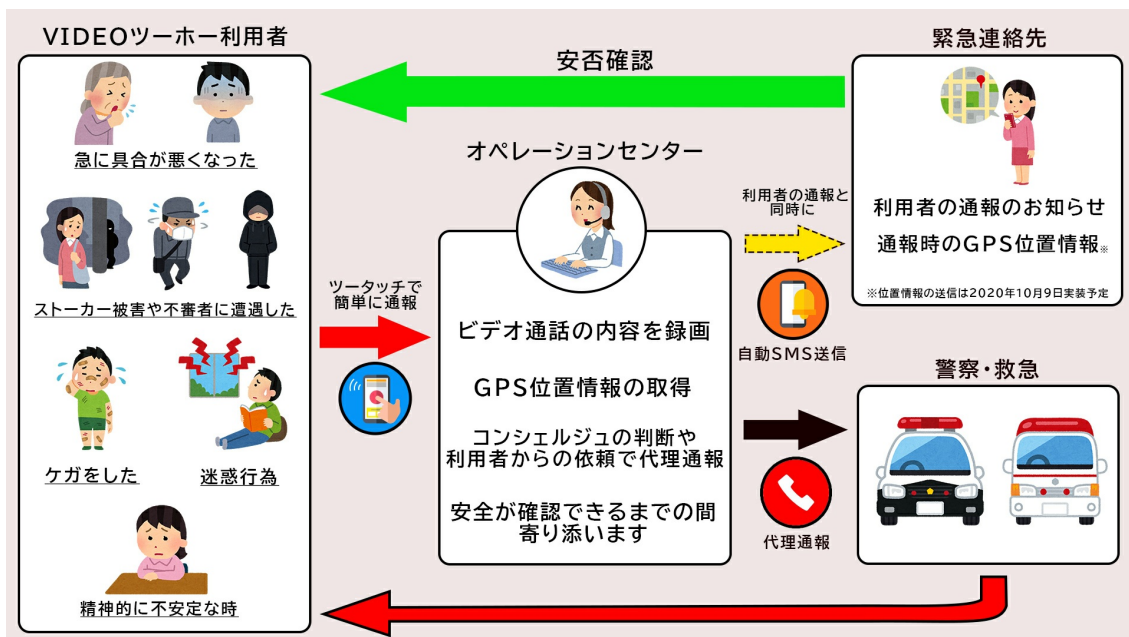 VIDEOツーホー利用者
急に具合が悪くなった
ストーカー被害や不審者に遭遇した
ケガをした
迷惑行為
精神的に不安定な時
ツータッチで
簡単に通報
安否確認
オペレーションセンター
ビデオ通話の内容を録画
GPS位置情報の取得
コンシェルジュの判断や
利用者からの依頼で代理通報
安全が確認できるまでの間
寄り添います
利用者の通報と
同時に
自動SMS送信
代理通報
緊急連絡先
利用者の通報のお知らせ
通報時のGPS位置情報※
※位置情報の送信は2020年10月9日実装予定
警察・救急